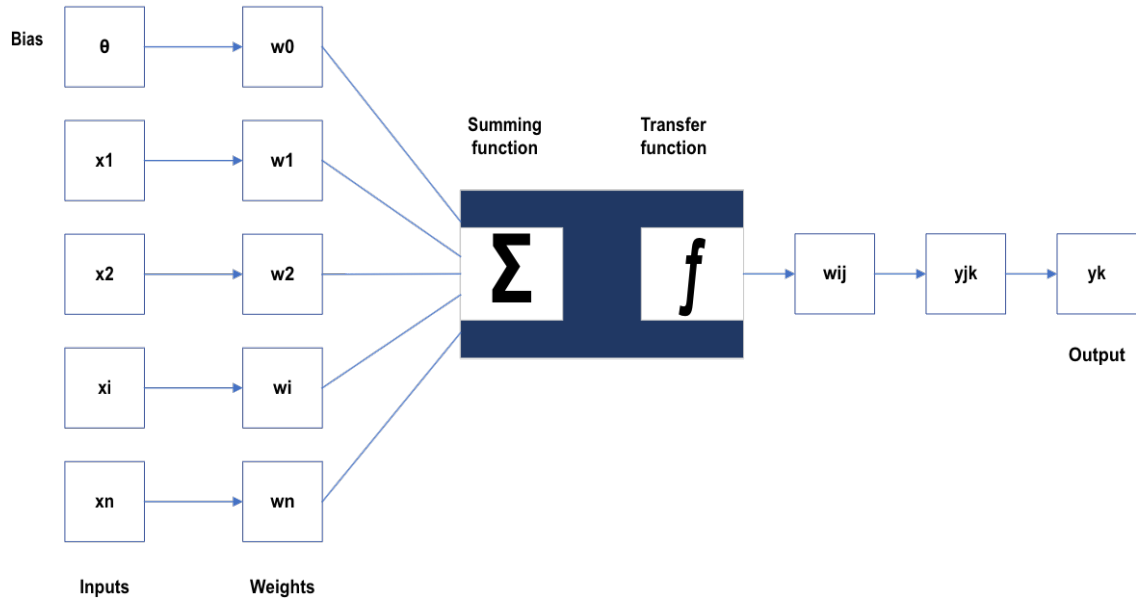 Bias
θ
w0
x1
w1
x2
w2
xi
wi
xn
wn
Inputs
Weights
Summing
function
Transfer
function
Σ
ƒ
wij
yjk
yk
Output